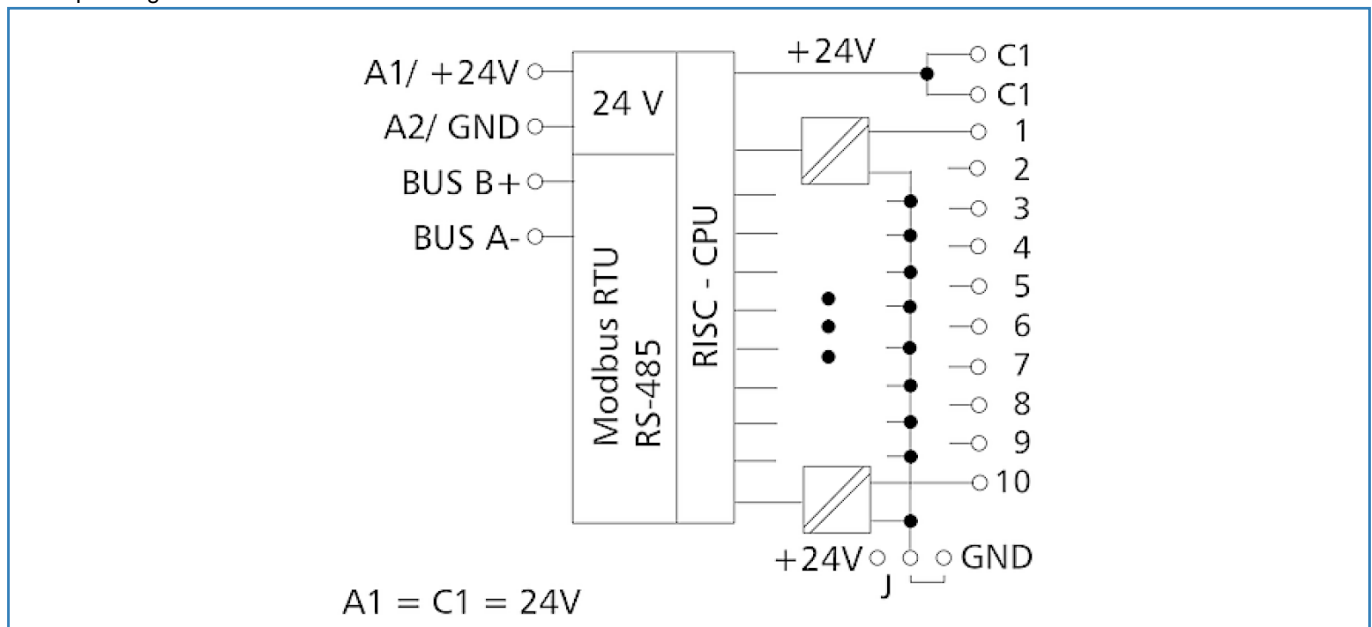 A1/ +24V
A2/ GND
BUS B+
BUS A-
24 V
Modbus RTU
RS-485
RISC - CPU
+24V
C1
C1
1
2
3
4
5
6
7
8
9
10
+24V
J
GND
A1 = C1 = 24V